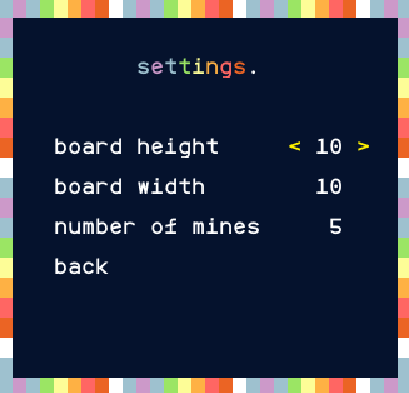 settings.
board height < 10 >
board width 10
number of mines 5
back